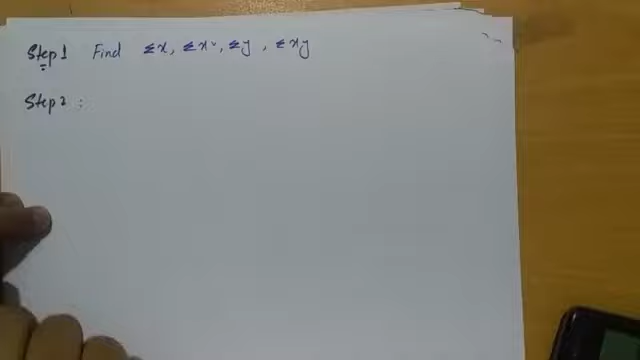 Step 1 Find Σx, Σx², Σy, Σxy
Step 2 :